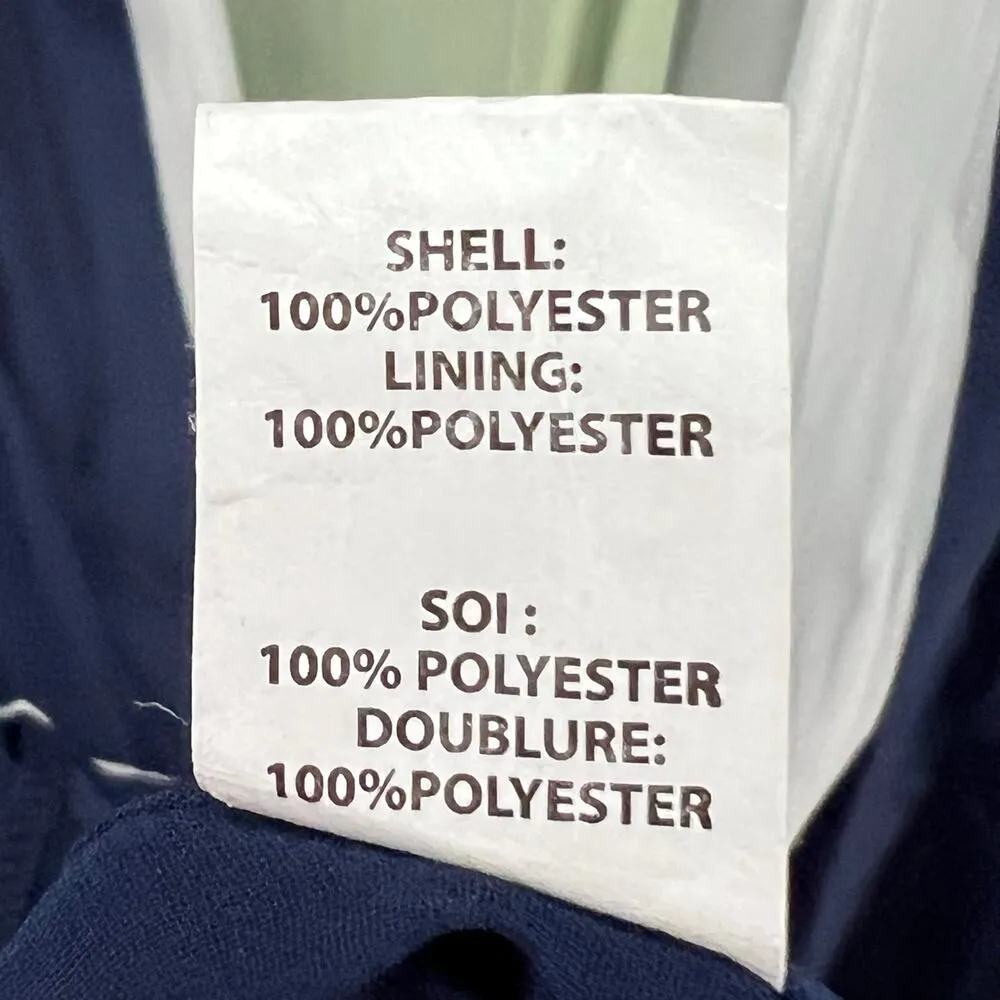 SHELL:
100%POLYESTER
LINING:
100%POLYESTER
SOI :
100% POLYESTER
DOUBLURE:
100%POLYESTER